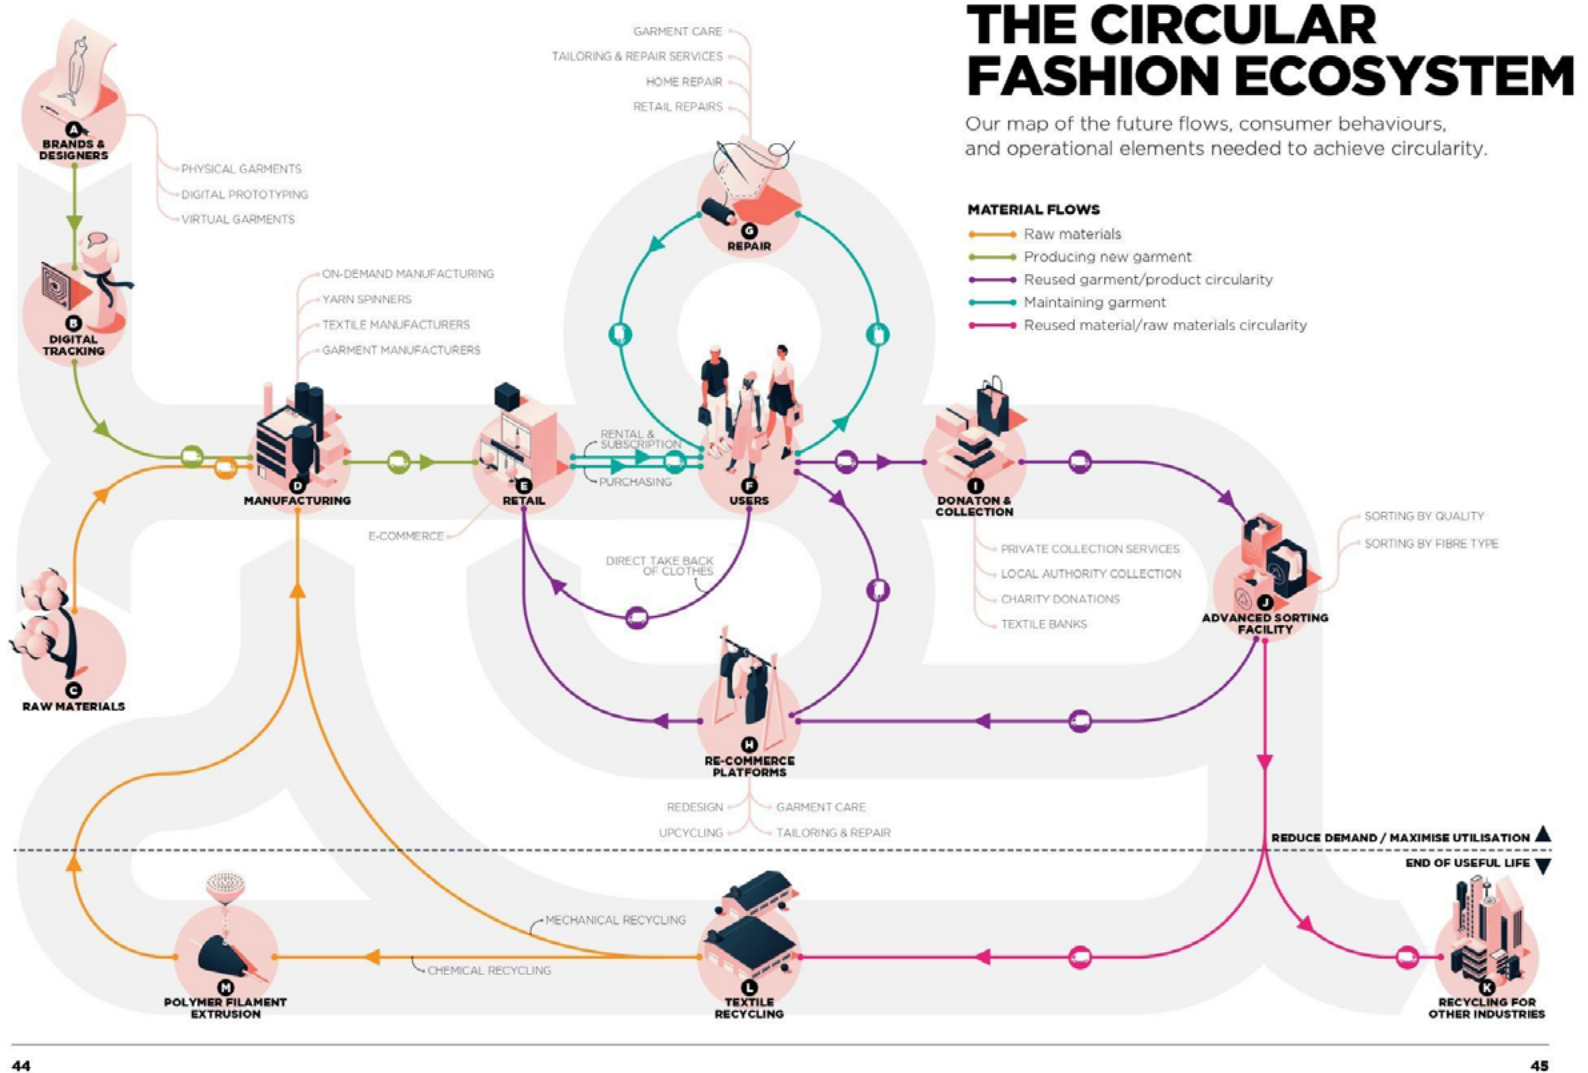 THE CIRCULAR
FASHION ECOSYSTEM
Our map of the future flows, consumer behaviours,
and operational elements needed to achieve circularity.
MATERIAL FLOWS
Raw materials
Producing new garment
Reused garment/product circularity
Maintaining garment
Reused material/raw materials circularity
A
BRANDS &
DESIGNERS
PHYSICAL GARMENTS
DIGITAL PROTOTYPING
VIRTUAL GARMENTS
B
DIGITAL
TRACKING
C
RAW MATERIALS
ON-DEMAND MANUFACTURING
YARN SPINNERS
TEXTILE MANUFACTURERS
GARMENT MANUFACTURERS
D
MANUFACTURING
E
RETAIL
E-COMMERCE
RENTAL &
SUBSCRIPTION
PURCHASING
F
USERS
DIRECT TAKE BACK
OF CLOTHES
GARMENT CARE
TAILORING & REPAIR SERVICES
HOME REPAIR
RETAIL REPAIRS
G
REPAIR
H
RE-COMMERCE
PLATFORMS
REDESIGN
GARMENT CARE
UPCYCLING
TAILORING & REPAIR
I
DONATON &
COLLECTION
PRIVATE COLLECTION SERVICES
LOCAL AUTHORITY COLLECTION
CHARITY DONATIONS
TEXTILE BANKS
SORTING BY QUALITY
SORTING BY FIBRE TYPE
J
ADVANCED SORTING
FACILITY
REDUCE DEMAND / MAXIMISE UTILISATION
END OF USEFUL LIFE
K
RECYCLING FOR
OTHER INDUSTRIES
L
TEXTILE
RECYCLING
MECHANICAL RECYCLING
CHEMICAL RECYCLING
M
POLYMER FILAMENT
EXTRUSION
44
45